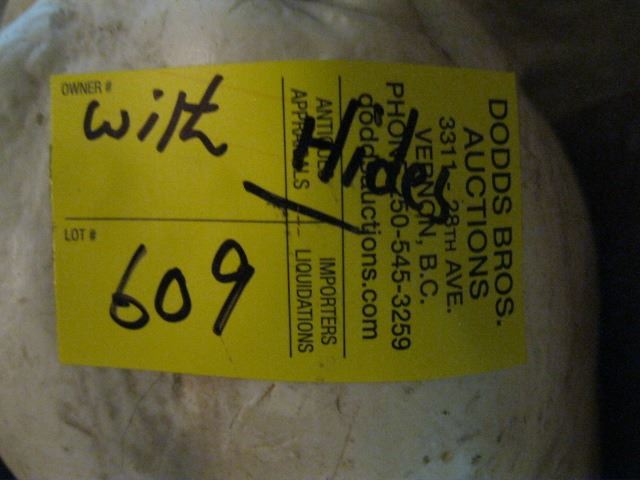 OWNER #
with
Hides
LOT #
609
DODDS BROS.
AUCTIONS
3311 - 28TH AVE.
VERNON, B.C.
PHONE 250-545-3259
doddsauctions.com
ANTIQUES IMPORTERS
APPRAISALS LIQUIDATIONS